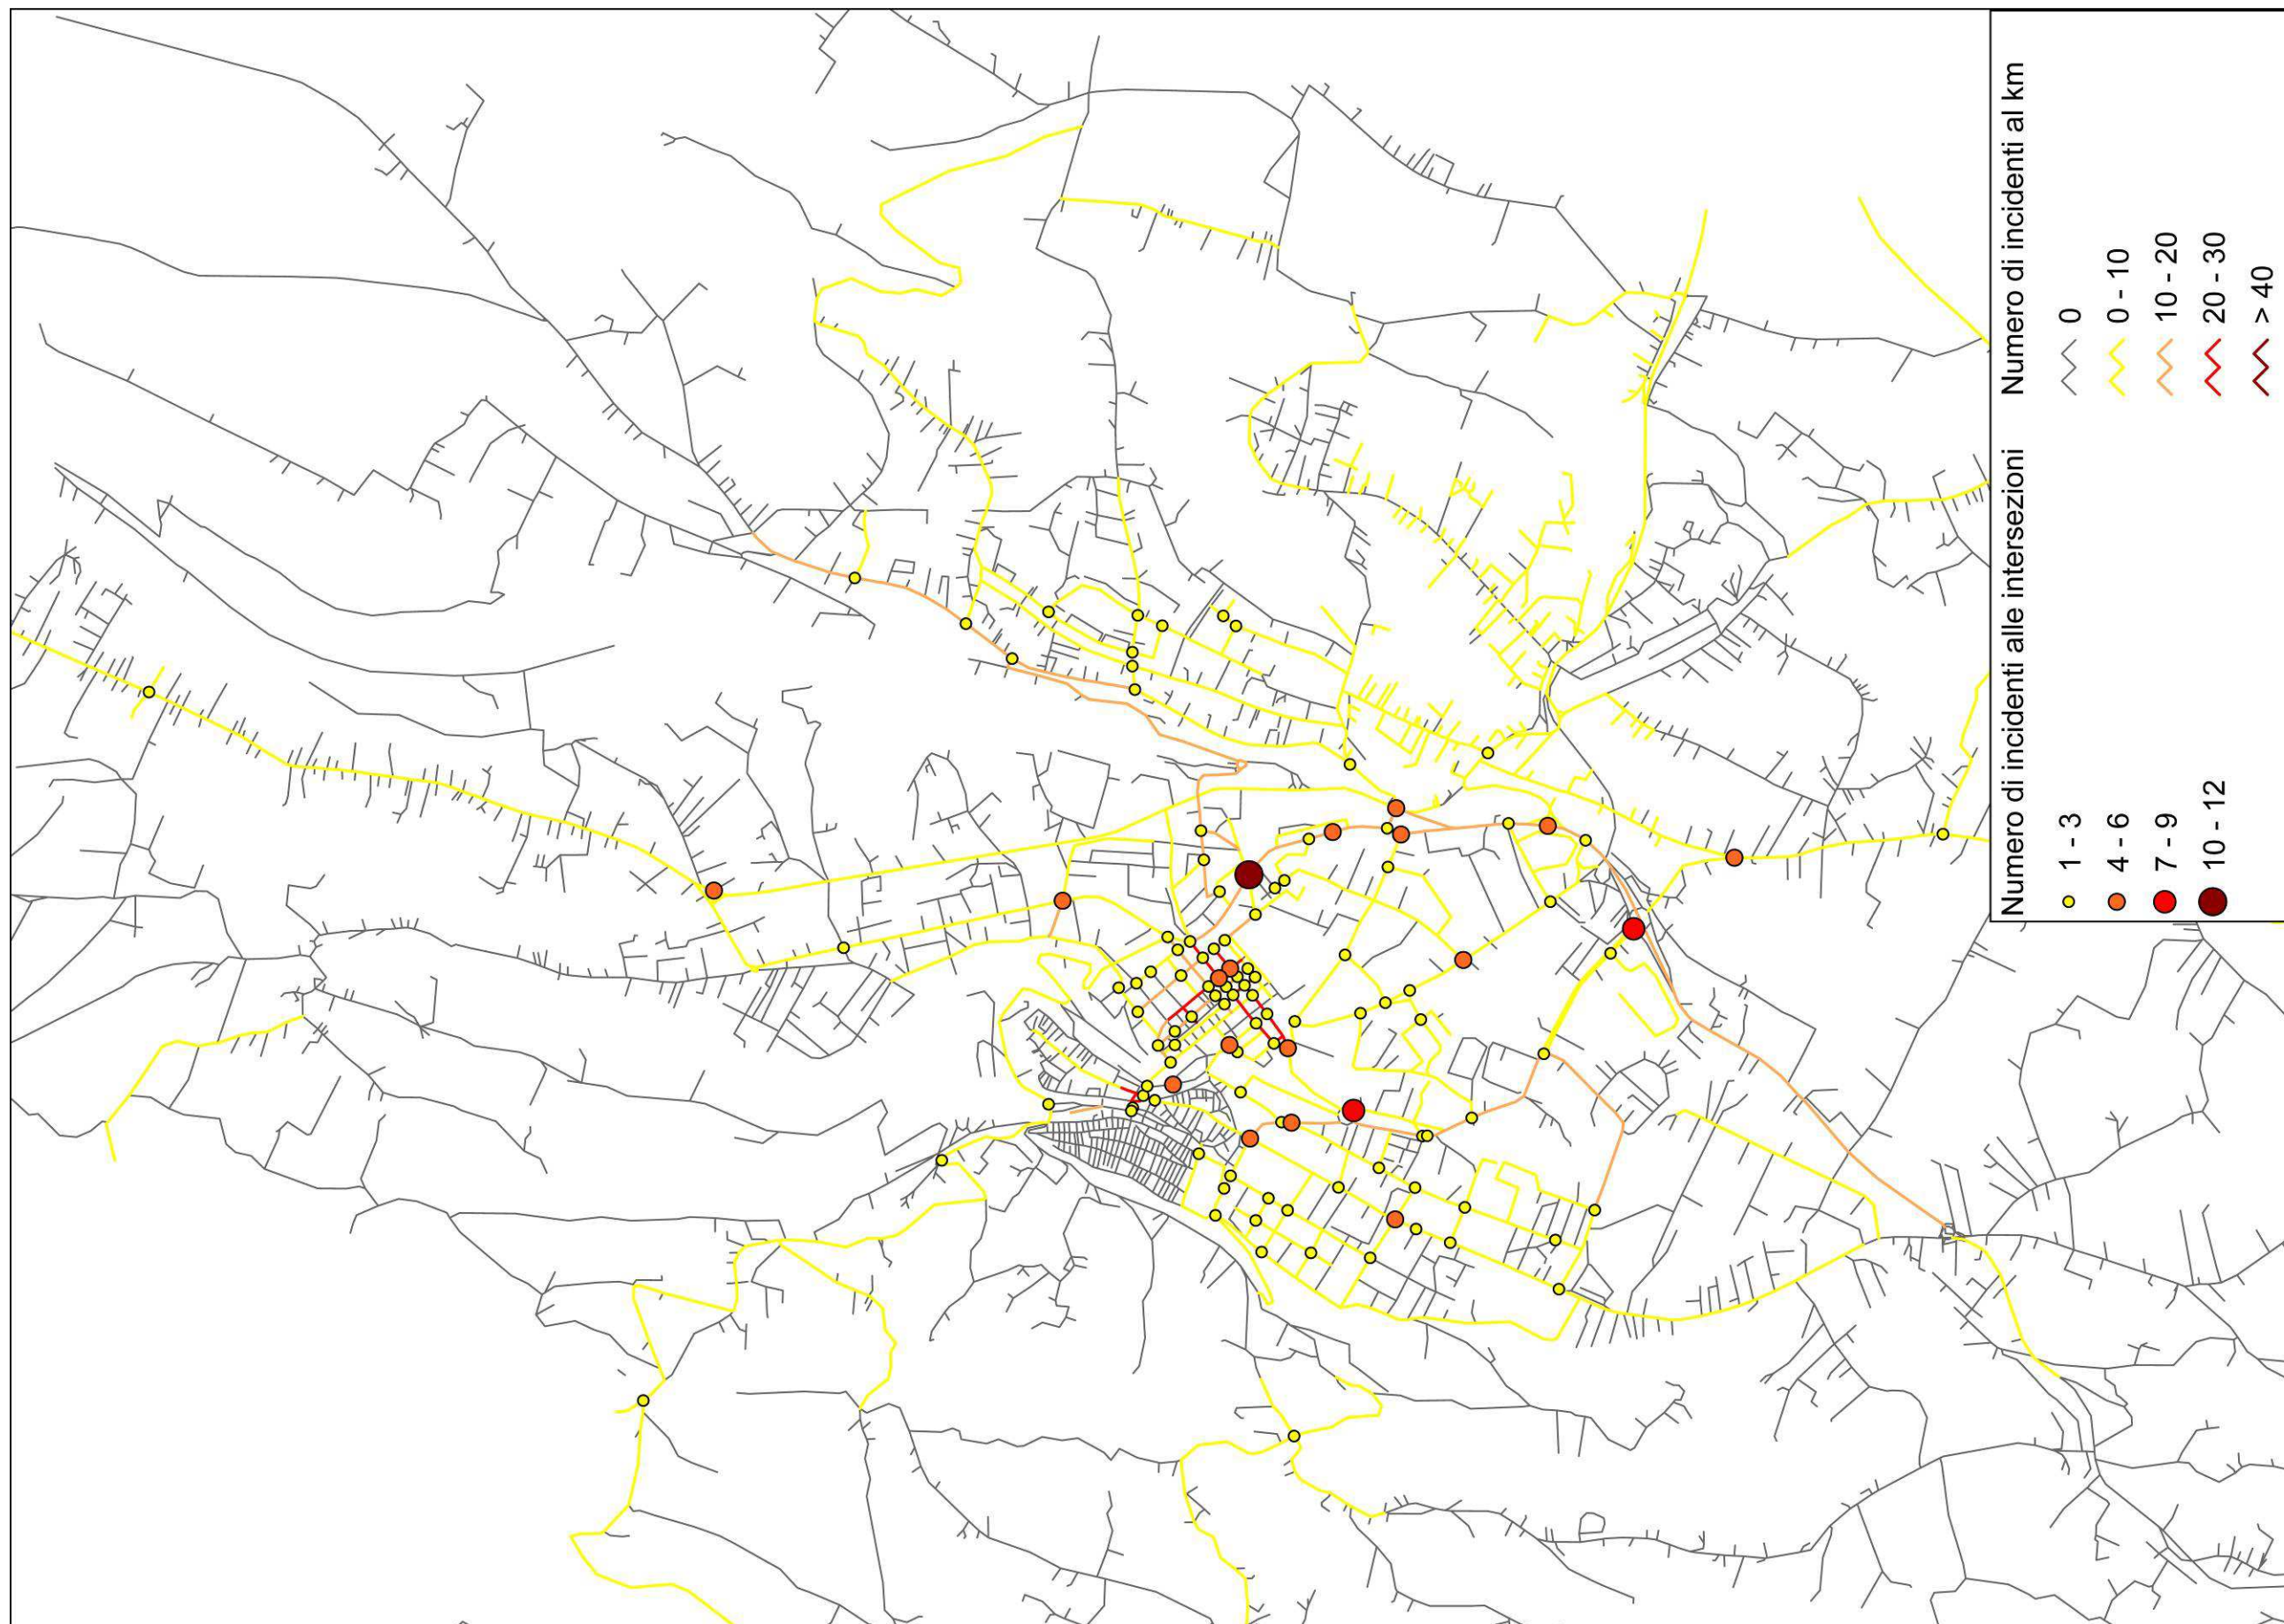 Numero di incidenti alle intersezioni
1 - 3
4 - 6
7 - 9
10 - 12
Numero di incidenti al km
0
0 - 10
10 - 20
20 - 30
> 40